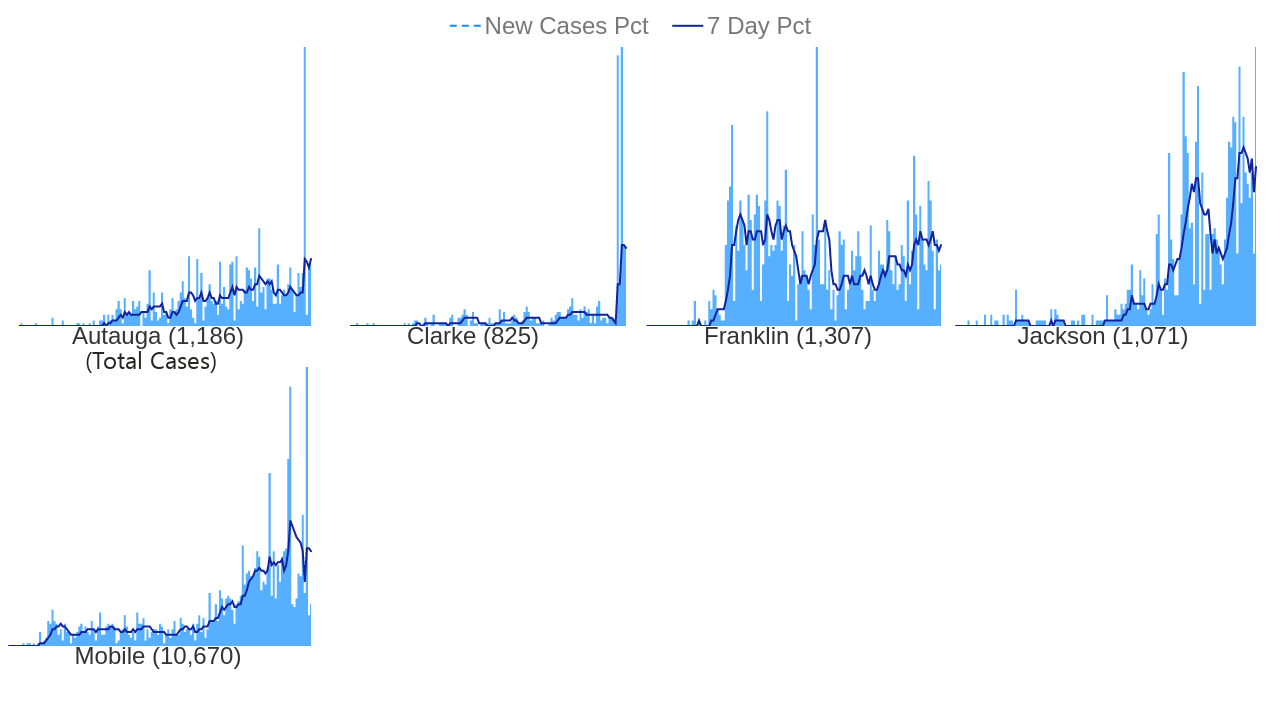 New Cases Pct 7 Day Pct
Autauga (1,186) Clarke (825) Franklin (1,307) Jackson (1,071)
(Total Cases)
Mobile (10,670)